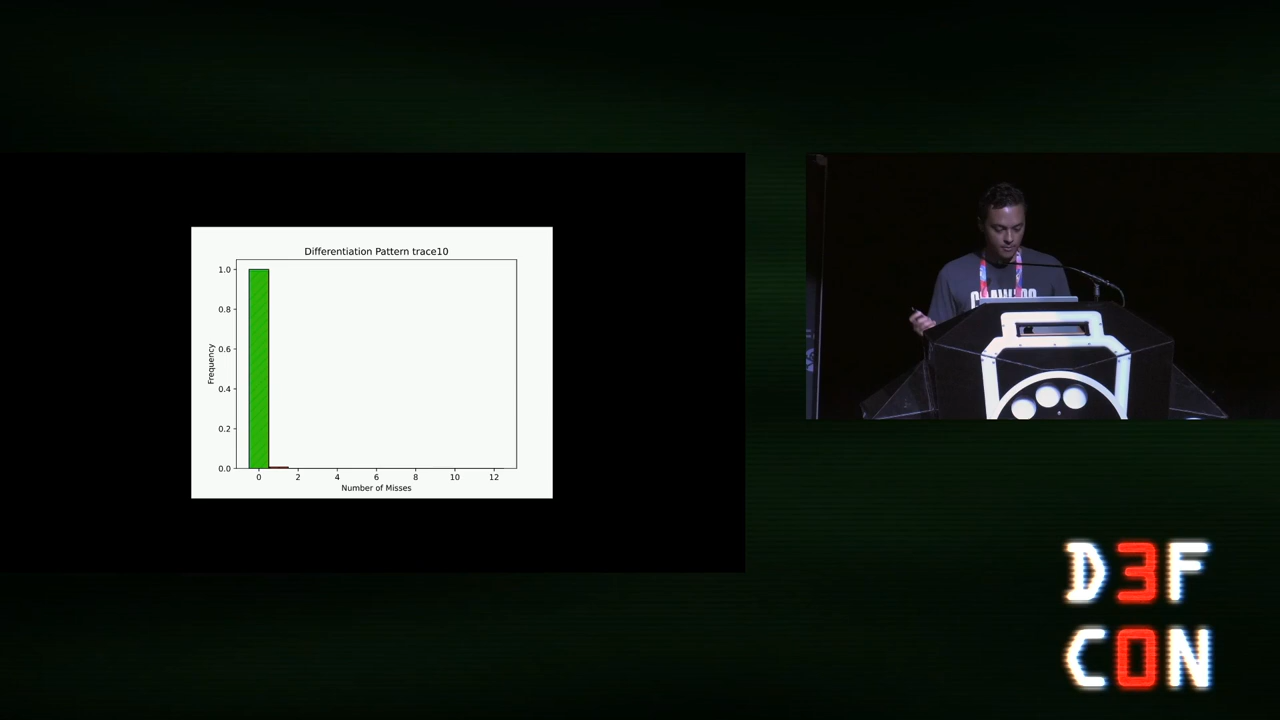 Differentiation Pattern trace10
1.0
0.8
0.6
0.4
0.2
0.0
Frequency
0 2 4 6 8 10 12
Number of Misses
D3F
C0N